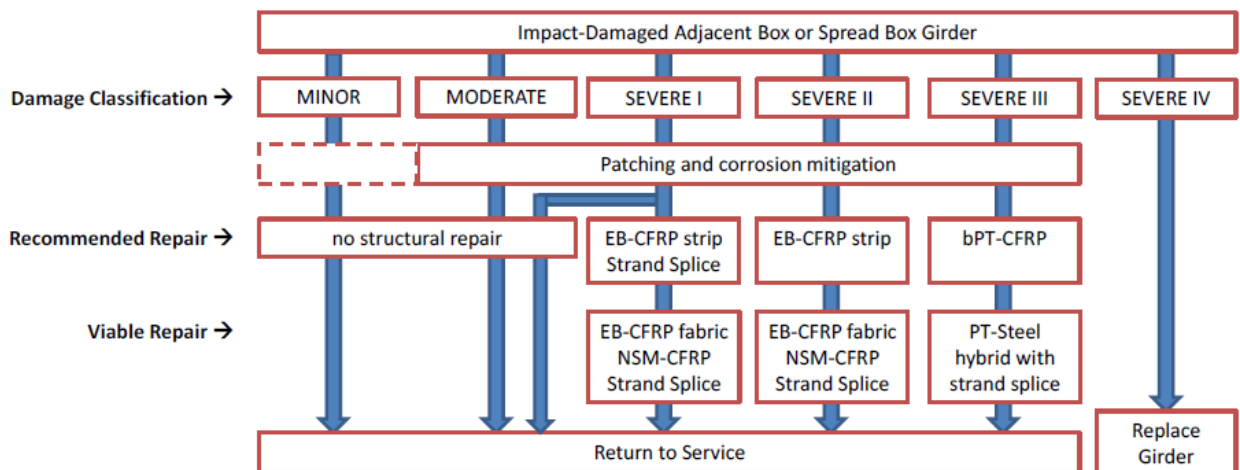 Impact-Damaged Adjacent Box or Spread Box Girder
Damage Classification →
MINOR
MODERATE
SEVERE I
SEVERE II
SEVERE III
SEVERE IV
Patching and corrosion mitigation
Recommended Repair →
no structural repair
EB-CFRP strip
Strand Splice
EB-CFRP strip
bPT-CFRP
Viable Repair →
EB-CFRP fabric
NSM-CFRP
Strand Splice
EB-CFRP fabric
NSM-CFRP
Strand Splice
PT-Steel
hybrid with
strand splice
Return to Service
Replace
Girder